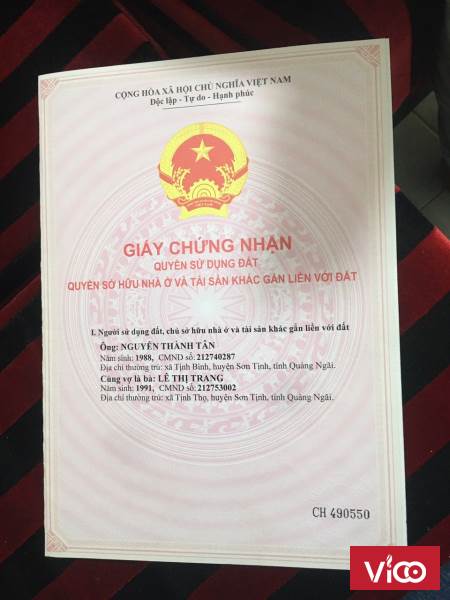 CỘNG HÒA XÃ HỘI CHỦ NGHĨA VIỆT NAM
Độc lập - Tự do - Hạnh phúc
GIẤY CHỨNG NHẬN
QUYỀN SỬ DỤNG ĐẤT
QUYỀN SỞ HỮU NHÀ Ở VÀ TÀI SẢN KHÁC GẮN LIỀN VỚI ĐẤT
I. Người sử dụng đất, chủ sở hữu nhà ở và tài sản khác gắn liền với đất
Ông: NGUYỄN THÀNH TÂN
Năm sinh: 1988, CMND số: 212740287
Địa chỉ thường trú: xã Tịnh Bình, huyện Sơn Tịnh, tỉnh Quảng Ngãi.
Cùng vợ là bà: LÊ THỊ TRANG
Năm sinh: 1991, CMND số: 212753002
Địa chỉ thường trú: xã Tịnh Thọ, huyện Sơn Tịnh, tỉnh Quảng Ngãi.
CH 490550
Vicoo